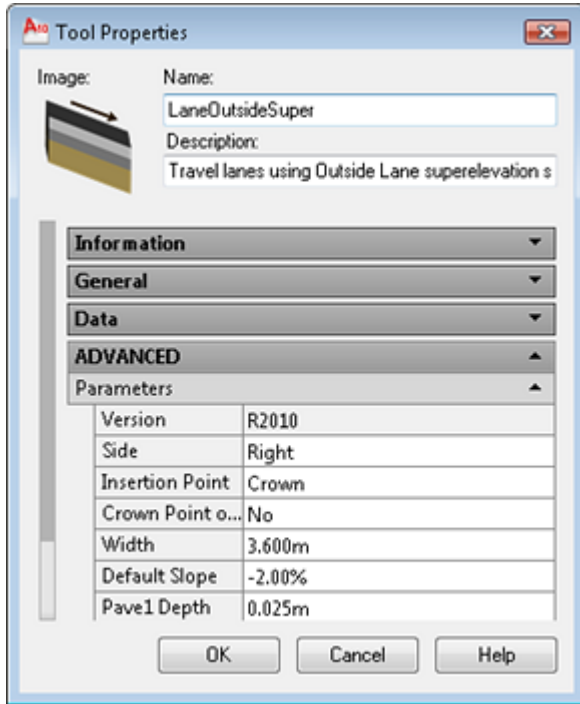 A10 Tool Properties
Image: Name:
LaneOutsideSuper
Description:
Travel lanes using Outside Lane superelevation s
Information
General
Data
ADVANCED
Parameters
Version R2010
Side Right
Insertion Point Crown
Crown Point o... No
Width 3.600m
Default Slope -2.00%
Pave1 Depth 0.025m
OK Cancel Help